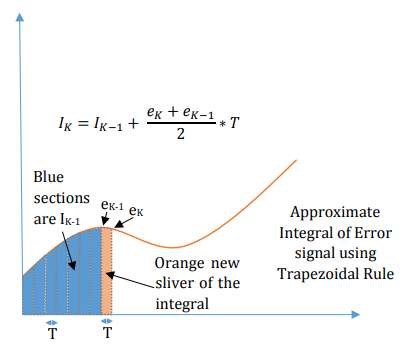 I_K = I_{K-1} + \frac{e_K + e_{K-1}}{2} * T
Blue
sections
are I_{K-1}
e_{K-1}
e_K
Approximate
Integral of Error
signal using
Trapezoidal Rule
Orange new
sliver of the
integral
T
T